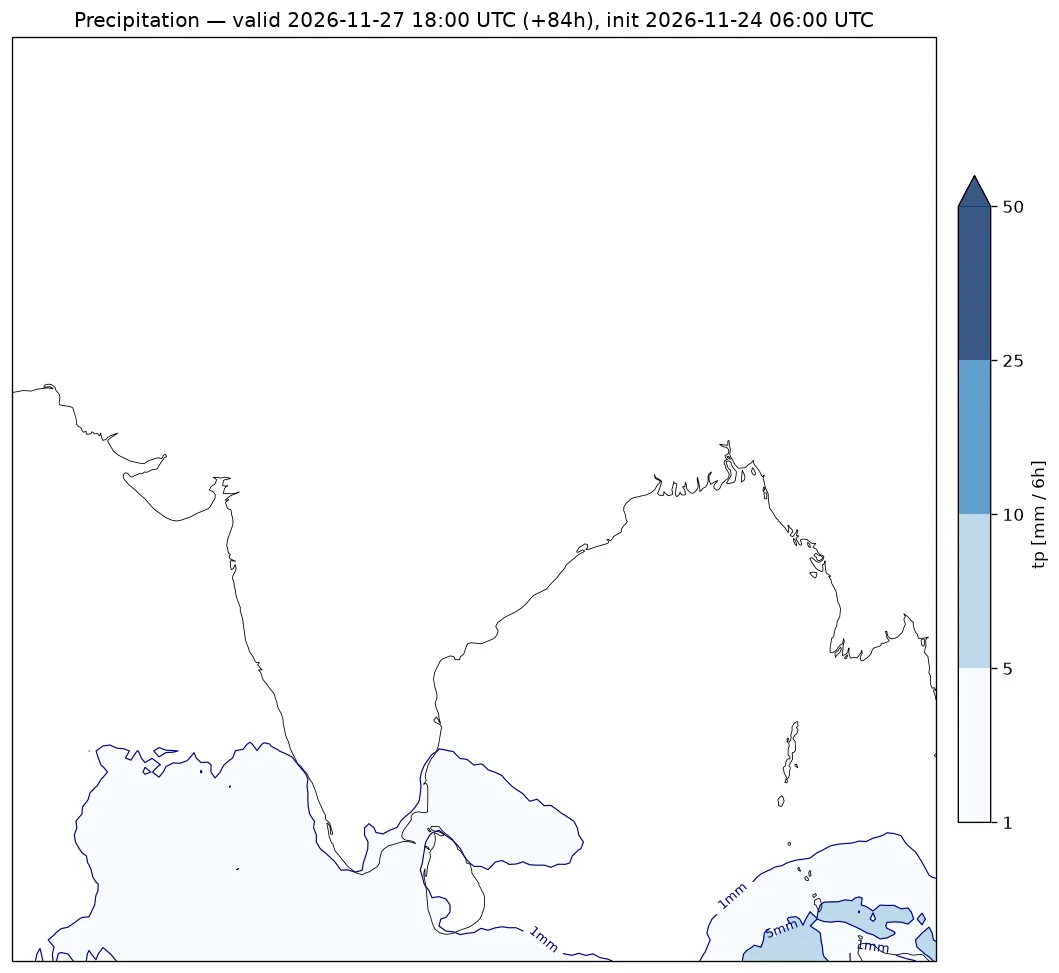 Precipitation — valid 2026-11-27 18:00 UTC (+84h), init 2026-11-24 06:00 UTC
50
25
10
5
1
tp [mm / 6h]
1mm
5mm
1mm
1mm